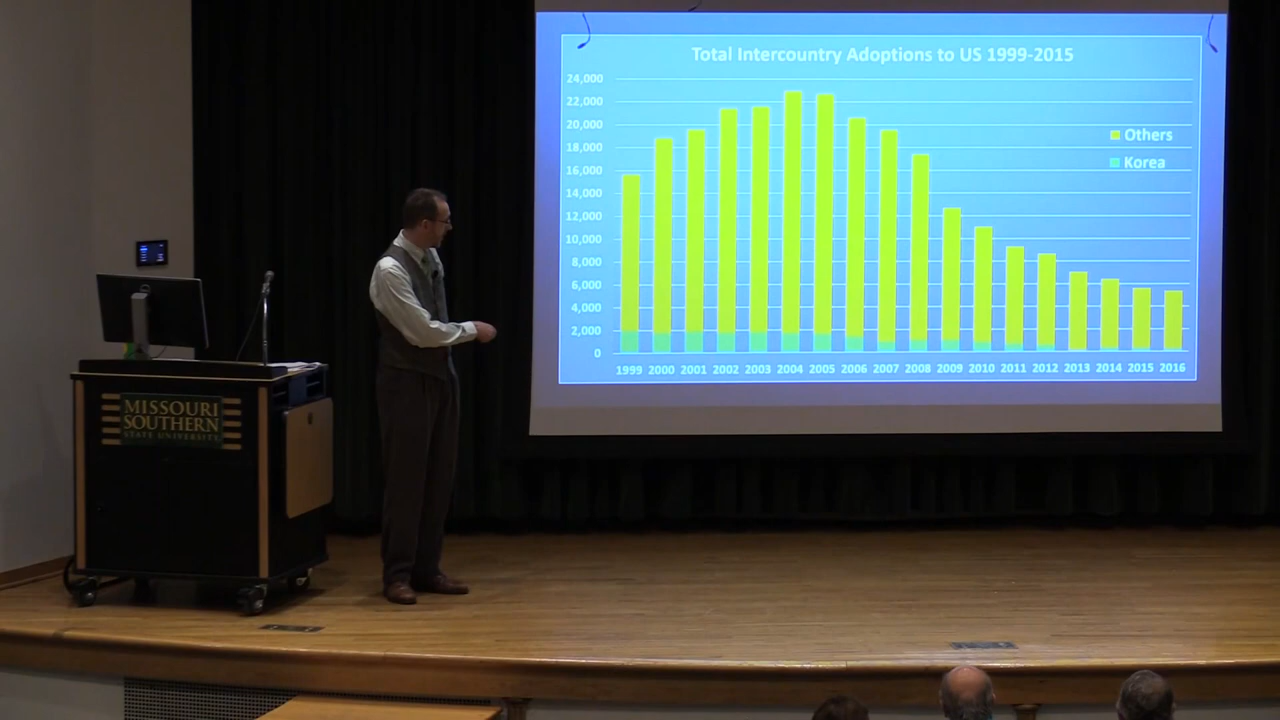 Total Intercountry Adoptions to US 1999-2015
24,000
22,000
20,000
18,000
16,000
14,000
12,000
10,000
8,000
6,000
4,000
2,000
0
Others
Korea
1999 2000 2001 2002 2003 2004 2005 2006 2007 2008 2009 2010 2011 2012 2013 2014 2015 2016
MISSOURI
SOUTHERN
STATE UNIVERSITY